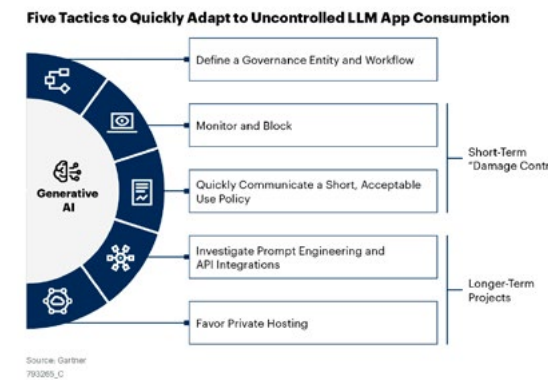 Five Tactics to Quickly Adapt to Uncontrolled LLM App Consumption
Define a Governance Entity and Workflow
Monitor and Block
Short-Term
"Damage Contr
Quickly Communicate a Short, Acceptable
Use Policy
Generative
AI
Investigate Prompt Engineering and
API Integrations
Longer-Term
Projects
Favor Private Hosting
Source: Gartner
793265_C